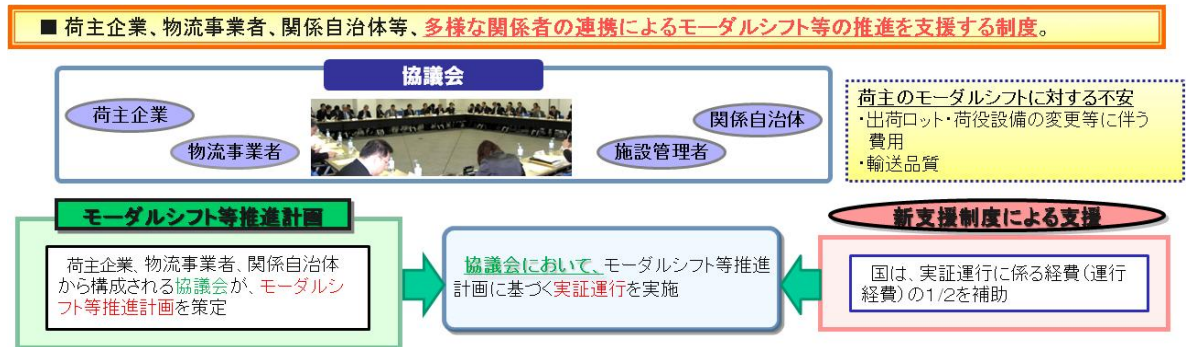 ■ 荷主企業、物流事業者、関係自治体等、多様な関係者の連携によるモーダルシフト等の推進を支援する制度。
協議会
荷主企業
物流事業者
関係自治体
施設管理者
荷主のモーダルシフトに対する不安
・出荷ロット・荷役設備の変更等に伴う
費用
・輸送品質
モーダルシフト等推進計画
荷主企業、物流事業者、関係自治体
から構成される協議会が、モーダルシ
フト等推進計画を策定
協議会において、モーダルシフト等推進
計画に基づく実証運行を実施
新支援制度による支援
国は、実証運行に係る経費(運行
経費)の1/2を補助